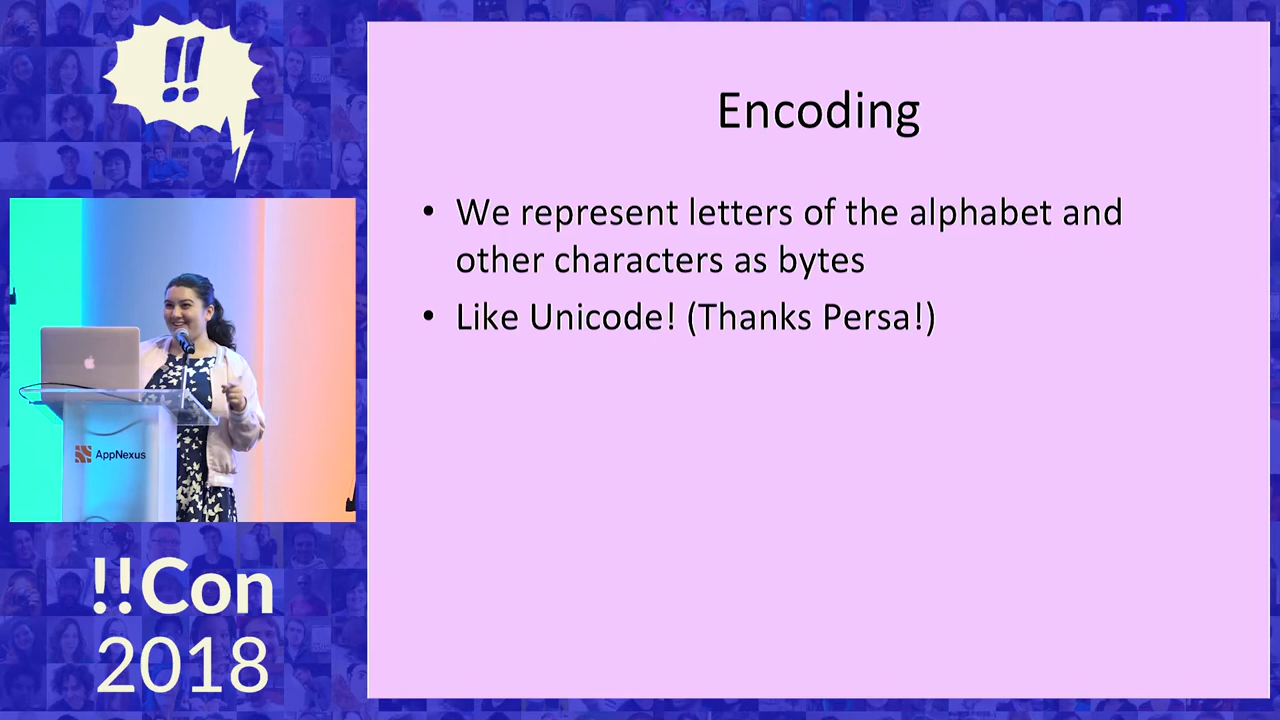 !!
AppNexus
!!Con
2018
Encoding
• We represent letters of the alphabet and
other characters as bytes
• Like Unicode! (Thanks Persa!)